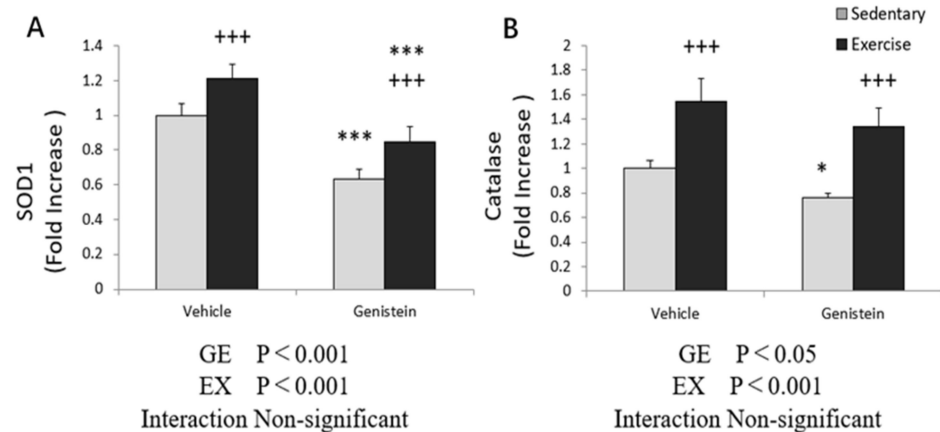 A
SOD1
(Fold Increase )
1.4
1.2
1
0.8
0.6
0.4
0.2
0
+++
***
***
+++
Vehicle
Genistein
GE P < 0.001
EX P < 0.001
Interaction Non-significant
B
Sedentary
Exercise
Catalase
(Fold Increase )
2
1.8
1.6
1.4
1.2
1
0.8
0.6
0.4
0.2
0
+++
*
+++
Vehicle
Genistein
GE P < 0.05
EX P < 0.001
Interaction Non-significant